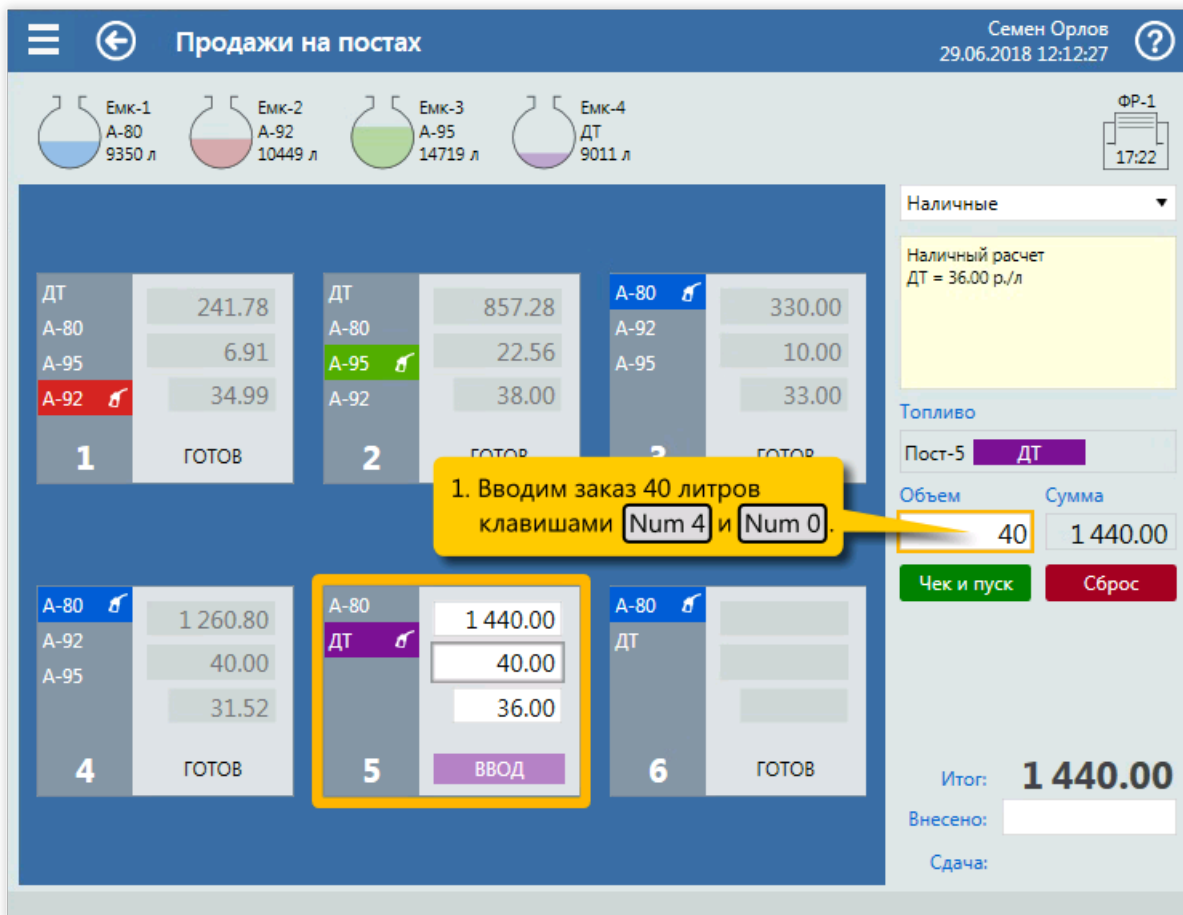 Продажи на постах
Семен Орлов
29.06.2018 12:12:27
?
Емк-1
А-80
9350 л
Емк-2
А-92
10449 л
Емк-3
А-95
14719 л
Емк-4
ДТ
9011 л
ФР-1
17:22
ДТ
А-80
А-95
А-92
1
241.78
6.91
34.99
ГОТОВ
ДТ
А-80
А-95
А-92
2
857.28
22.56
38.00
ГОТОВ
А-80
А-92
А-95
3
330.00
10.00
33.00
ГОТОВ
1. Вводим заказ 40 литров
клавишами Num 4 и Num 0.
А-80
А-92
А-95
4
1 260.80
40.00
31.52
ГОТОВ
А-80
ДТ
5
1 440.00
40.00
36.00
ВВОД
А-80
ДТ
6
ГОТОВ
Наличные
Наличный расчет
ДТ = 36.00 р./л
Топливо
Пост-5 ДТ
Объем Сумма
40 1 440.00
Чек и пуск Сброс
Итог: 1 440.00
Внесено:
Сдача: